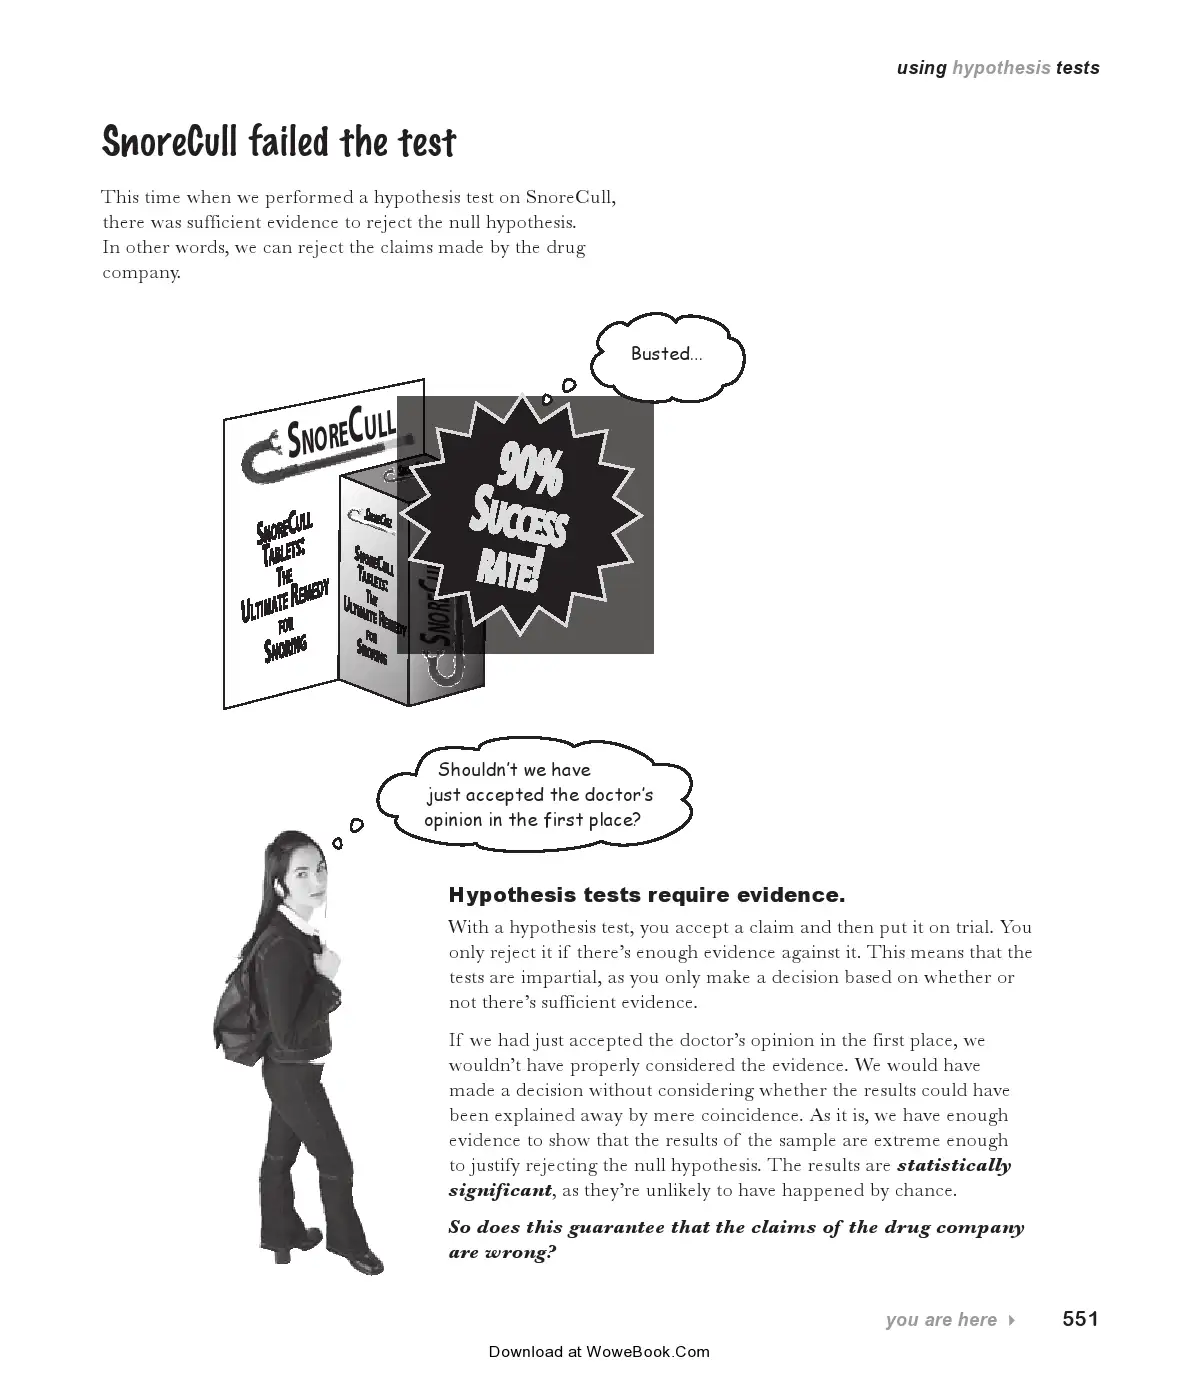 using hypothesis tests
SnoreCull failed the test
This time when we performed a hypothesis test on SnoreCull,
there was sufficient evidence to reject the null hypothesis.
In other words, we can reject the claims made by the drug
company.
Busted...
SNORECULL
90%
SUCCESS
RATE!
SNORECULL
TABLETS:
THE
ULTIMATE REMEDY
FOR
SNORING
SNORECULL
SNORECULL
TABLETS:
THE
ULTIMATE REMEDY
FOR
SNORING
SNORECULL
Shouldn't we have
just accepted the doctor's
opinion in the first place?
Hypothesis tests require evidence.
With a hypothesis test, you accept a claim and then put it on trial. You
only reject it if there's enough evidence against it. This means that the
tests are impartial, as you only make a decision based on whether or
not there's sufficient evidence.
If we had just accepted the doctor's opinion in the first place, we
wouldn't have properly considered the evidence. We would have
made a decision without considering whether the results could have
been explained away by mere coincidence. As it is, we have enough
evidence to show that the results of the sample are extreme enough
to justify rejecting the null hypothesis. The results are statistically
significant, as they're unlikely to have happened by chance.
So does this guarantee that the claims of the drug company
are wrong?
you are here 551
Download at WoweBook.Com